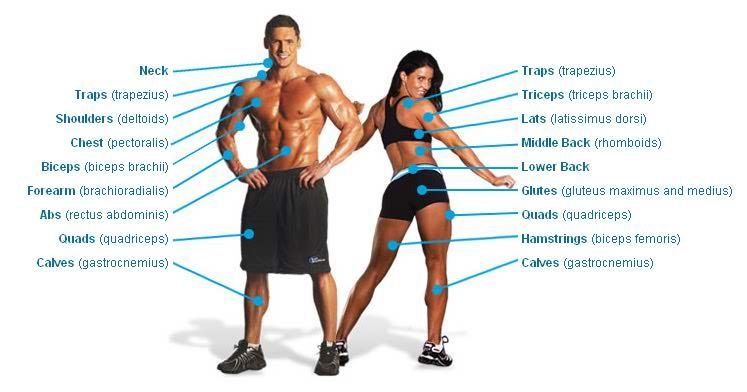 Neck
Traps (trapezius)
Shoulders (deltoids)
Chest (pectoralis)
Biceps (biceps brachii)
Forearm (brachioradialis)
Abs (rectus abdominis)
Quads (quadriceps)
Calves (gastrocnemius)
Traps (trapezius)
Triceps (triceps brachii)
Lats (latissimus dorsi)
Middle Back (rhomboids)
Lower Back
Glutes (gluteus maximus and medius)
Quads (quadriceps)
Hamstrings (biceps femoris)
Calves (gastrocnemius)